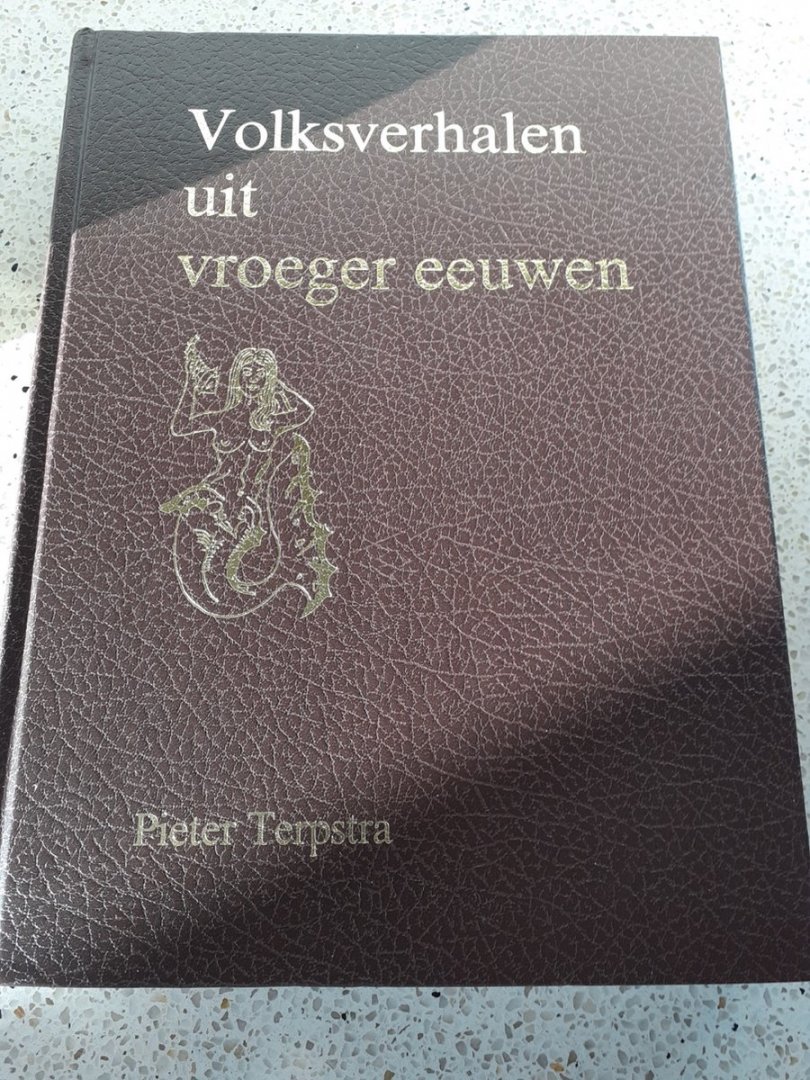 Volksverhalen
uit
vroeger eeuwen
Pieter Terpstra